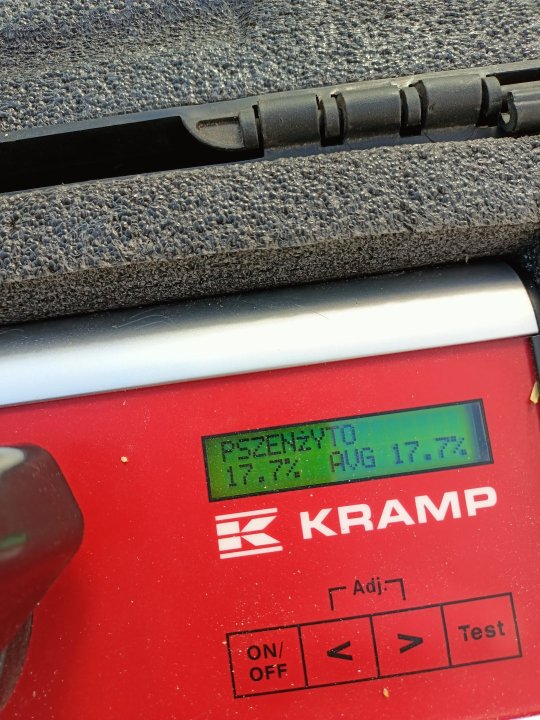 PSZENŻYTO
17.7% AVG 17.7%
KRAMP
Adj.
ON/OFF < > Test